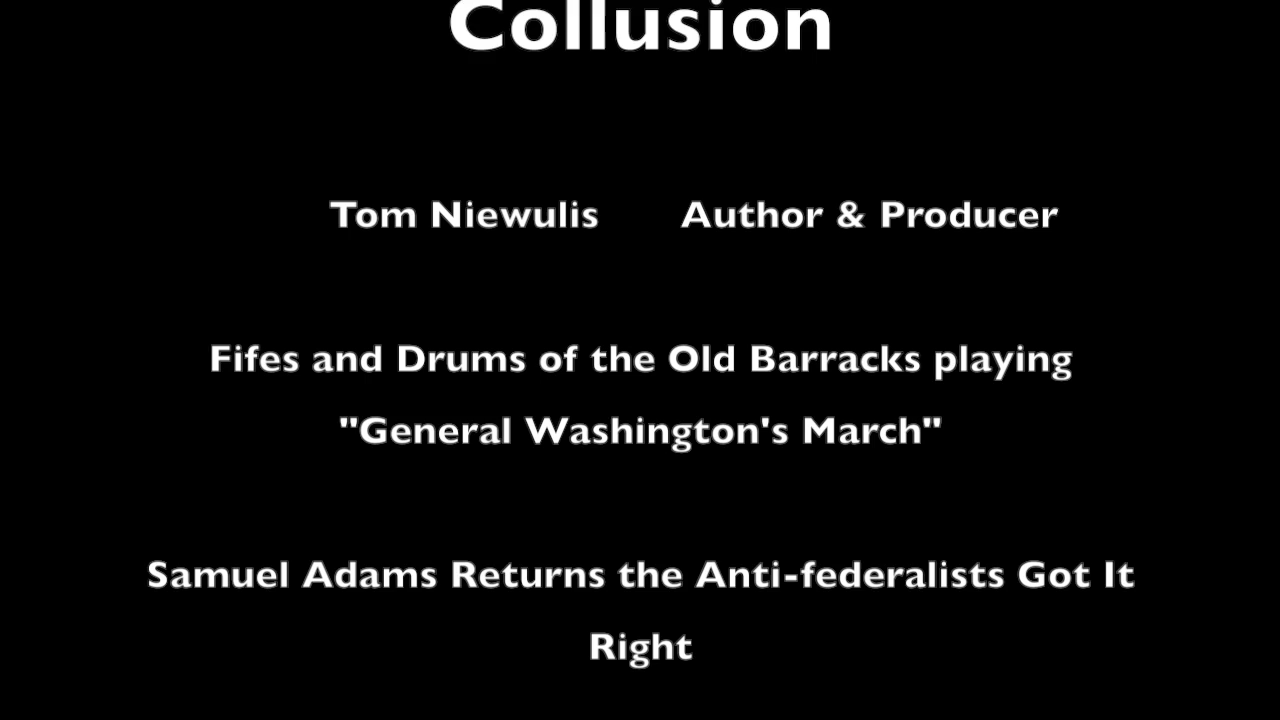 Collusion
Tom Niewulis Author & Producer
Fifes and Drums of the Old Barracks playing
"General Washington's March"
Samuel Adams Returns the Anti-federalists Got It
Right